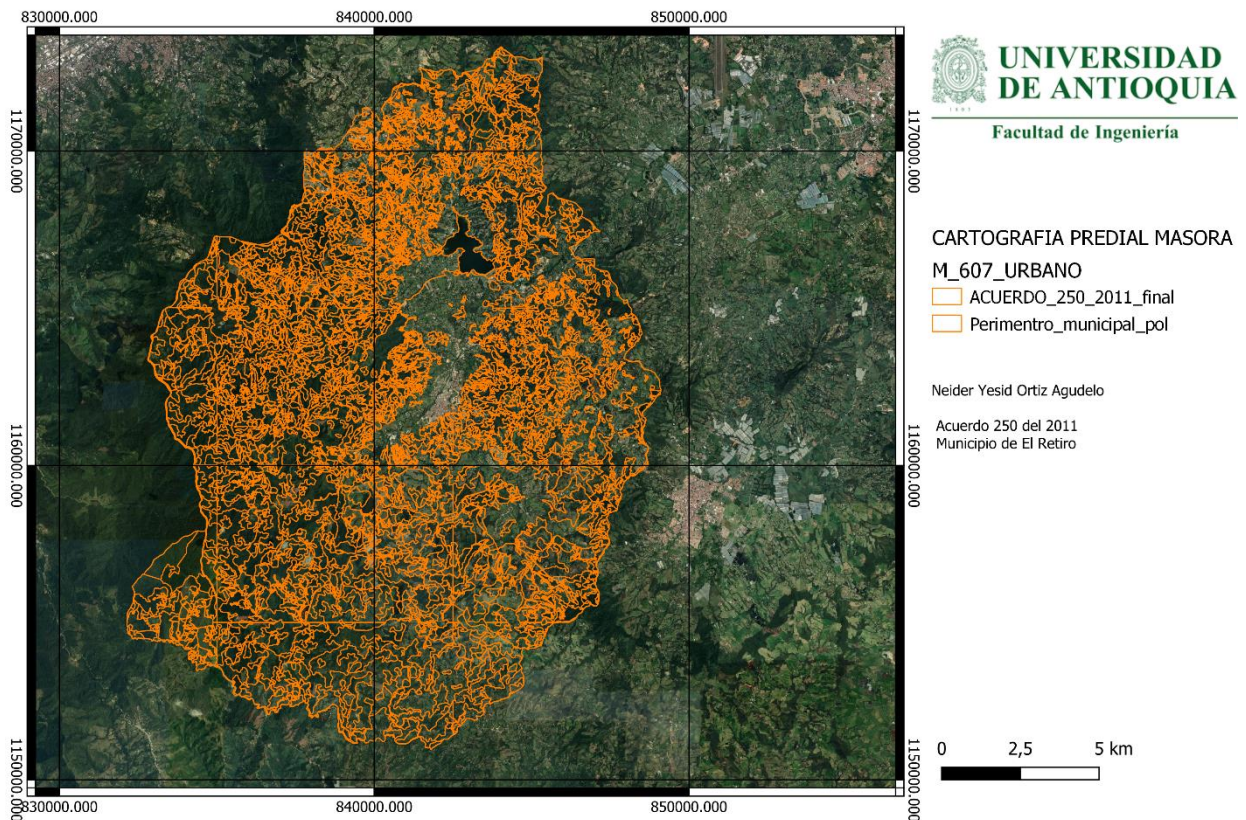 830000.000
840000.000
850000.000
1170000.000
1170000.000
1160000.000
1160000.000
1150000.000
1150000.000
830000.000
840000.000
850000.000
1803
UNIVERSIDAD
DE ANTIOQUIA
Facultad de Ingeniería
CARTOGRAFIA PREDIAL MASORA
M_607_URBANO
ACUERDO_250_2011_final
Perimentro_municipal_pol
Neider Yesid Ortiz Agudelo
Acuerdo 250 del 2011
Municipio de El Retiro
0 2,5 5 km